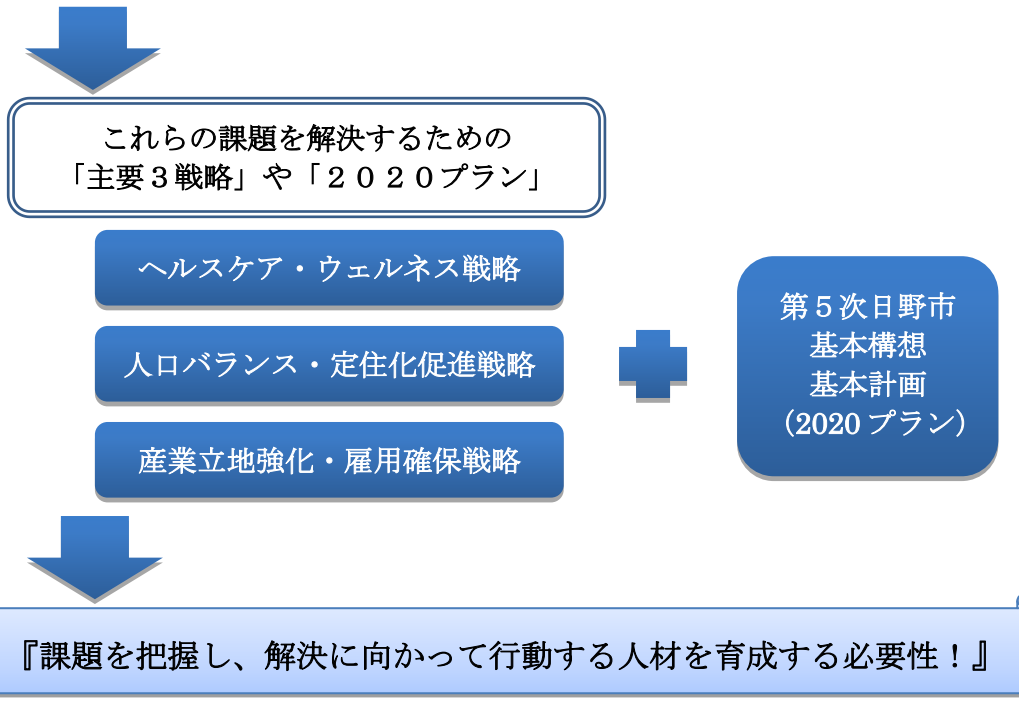 これらの課題を解決するための
「主要３戦略」や「２０２０プラン」
ヘルスケア・ウェルネス戦略
人口バランス・定住化促進戦略
産業立地強化・雇用確保戦略
第５次日野市
基本構想
基本計画
（2020 プラン）
『課題を把握し、解決に向かって行動する人材を育成する必要性！』